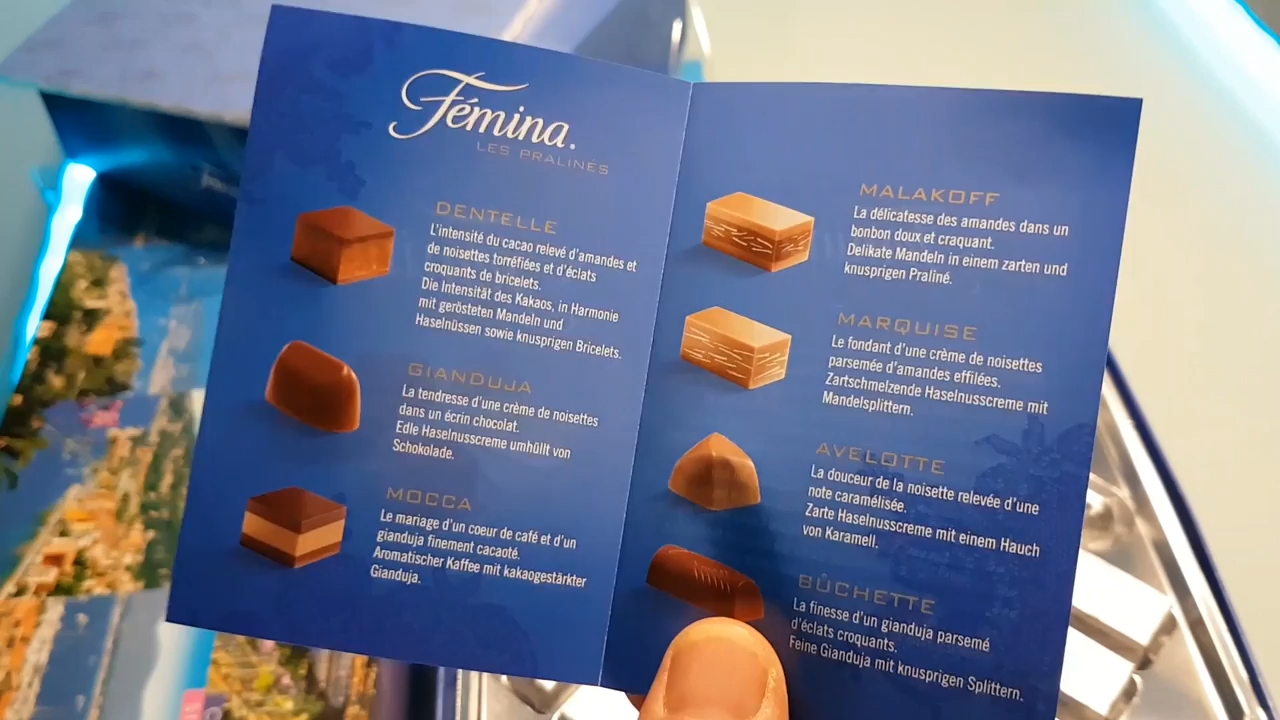 Fémina.
LES PRALINÉS
DENTELLE
L'intensité du cacao relevé d'amandes et
de noisettes torréfiées et d'éclats
croquants de bricelets.
Die Intensität des Kakaos, in Harmonie
mit gerösteten Mandeln und
Haselnüssen sowie knusprigen Bricelets.
GIANDUJA
La tendresse d'une crème de noisettes
dans un écrin chocolat.
Edle Haselnusscreme umhüllt von
Schokolade.
MOCCA
Le mariage d'un coeur de café et d'un
gianduja finement cacaoté.
Aromatischer Kaffee mit kakaogestärkter
Gianduja.
MALAKOFF
La délicatesse des amandes dans un
bonbon doux et craquant.
Delikate Mandeln in einem zarten und
knusprigen Praliné.
MARQUISE
Le fondant d'une crème de noisettes
parsemée d'amandes effilées.
Zartschmelzende Haselnusscreme mit
Mandelsplittern.
AVELOTTE
La douceur de la noisette relevée d'une
note caramélisée.
Zarte Haselnusscreme mit einem Hauch
von Karamell.
BÛCHETTE
La finesse d'un gianduja parsemé
d'éclats croquants.
Feine Gianduja mit knusprigen Splittern.